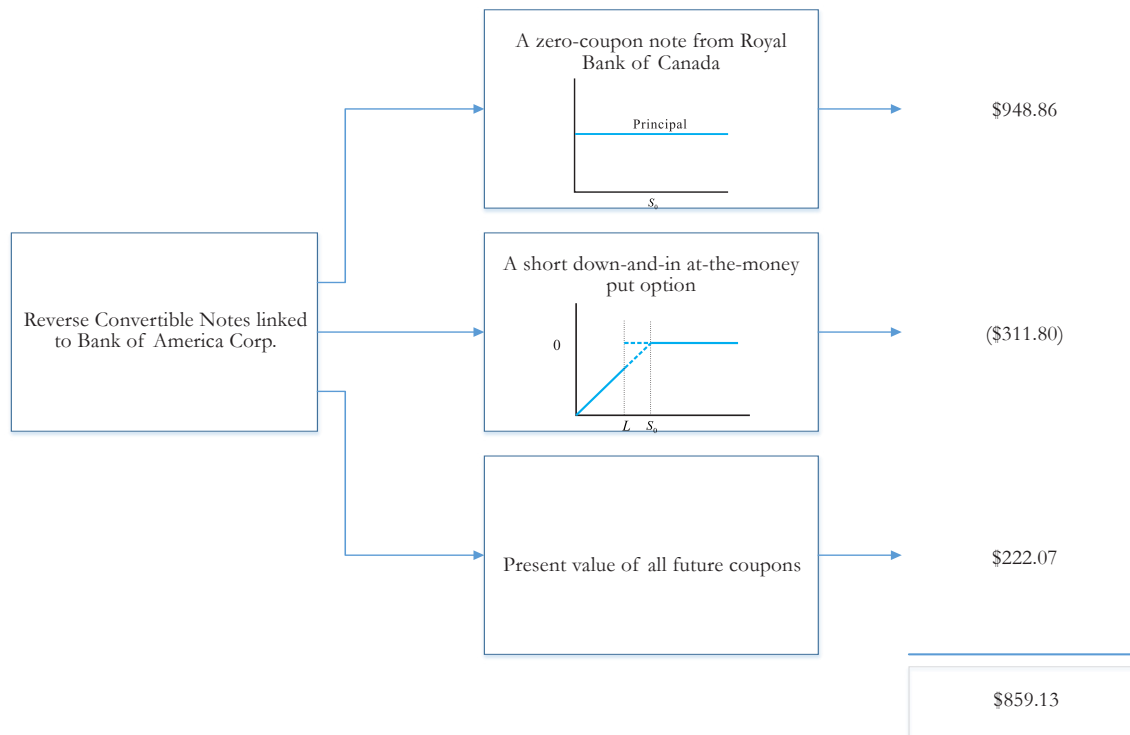 A zero-coupon note from Royal
Bank of Canada
Principal
S₀
$948.86
Reverse Convertible Notes linked
to Bank of America Corp.
A short down-and-in at-the-money
put option
0
L S₀
($311.80)
Present value of all future coupons
$222.07
$859.13